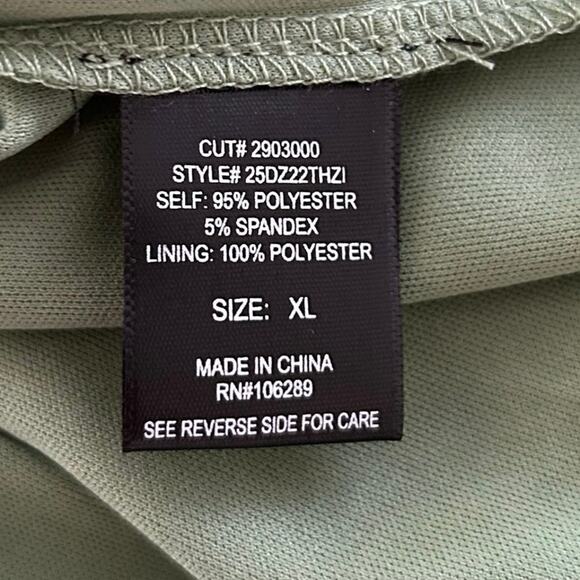 CUT# 2903000
STYLE# 25DZ22THZI
SELF: 95% POLYESTER
5% SPANDEX
LINING: 100% POLYESTER
SIZE: XL
MADE IN CHINA
RN#106289
SEE REVERSE SIDE FOR CARE